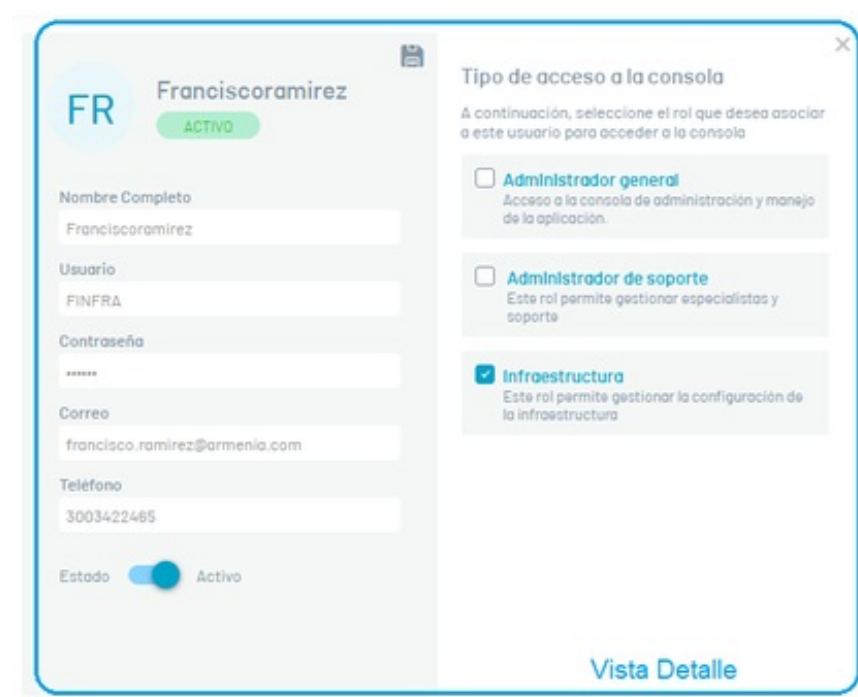 FR
Franciscoramirez
ACTIVO
Nombre Completo
Franciscoramirez
Usuario
FINFRA
Contraseña
Correo
francisco.ramirez@armenia.com
Teléfono
3003422465
Estado
Activo
Tipo de acceso a la consola
A continuación, seleccione el rol que desea asociar
a este usuario para acceder a la consola
Administrador general
Acceso a la consola de administración y manejo
de la aplicación.
Administrador de soporte
Este rol permite gestionar especialistas y
soporte
Infraestructura
Este rol permite gestionar la configuración de
la infraestructura
Vista Detalle